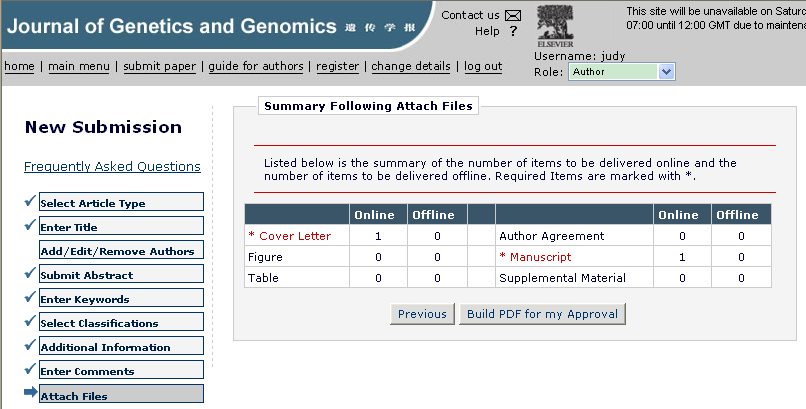 Journal of Genetics and Genomics 遗 传 学 报
Contact us
Help ?
ELSEVIER
This site will be unavailable on Satur
07:00 until 12:00 GMT due to maintena
Username: judy
Role: Author
home | main menu | submit paper | guide for authors | register | change details | log out
New Submission
Frequently Asked Questions
Select Article Type
Enter Title
Add/Edit/Remove Authors
Submit Abstract
Enter Keywords
Select Classifications
Additional Information
Enter Comments
Attach Files
Summary Following Attach Files
Listed below is the summary of the number of items to be delivered online and the
number of items to be delivered offline. Required Items are marked with *.
Online Offline Online Offline
* Cover Letter 1 0 Author Agreement 0 0
Figure 0 0 * Manuscript 1 0
Table 0 0 Supplemental Material 0 0
Previous Build PDF for my Approval